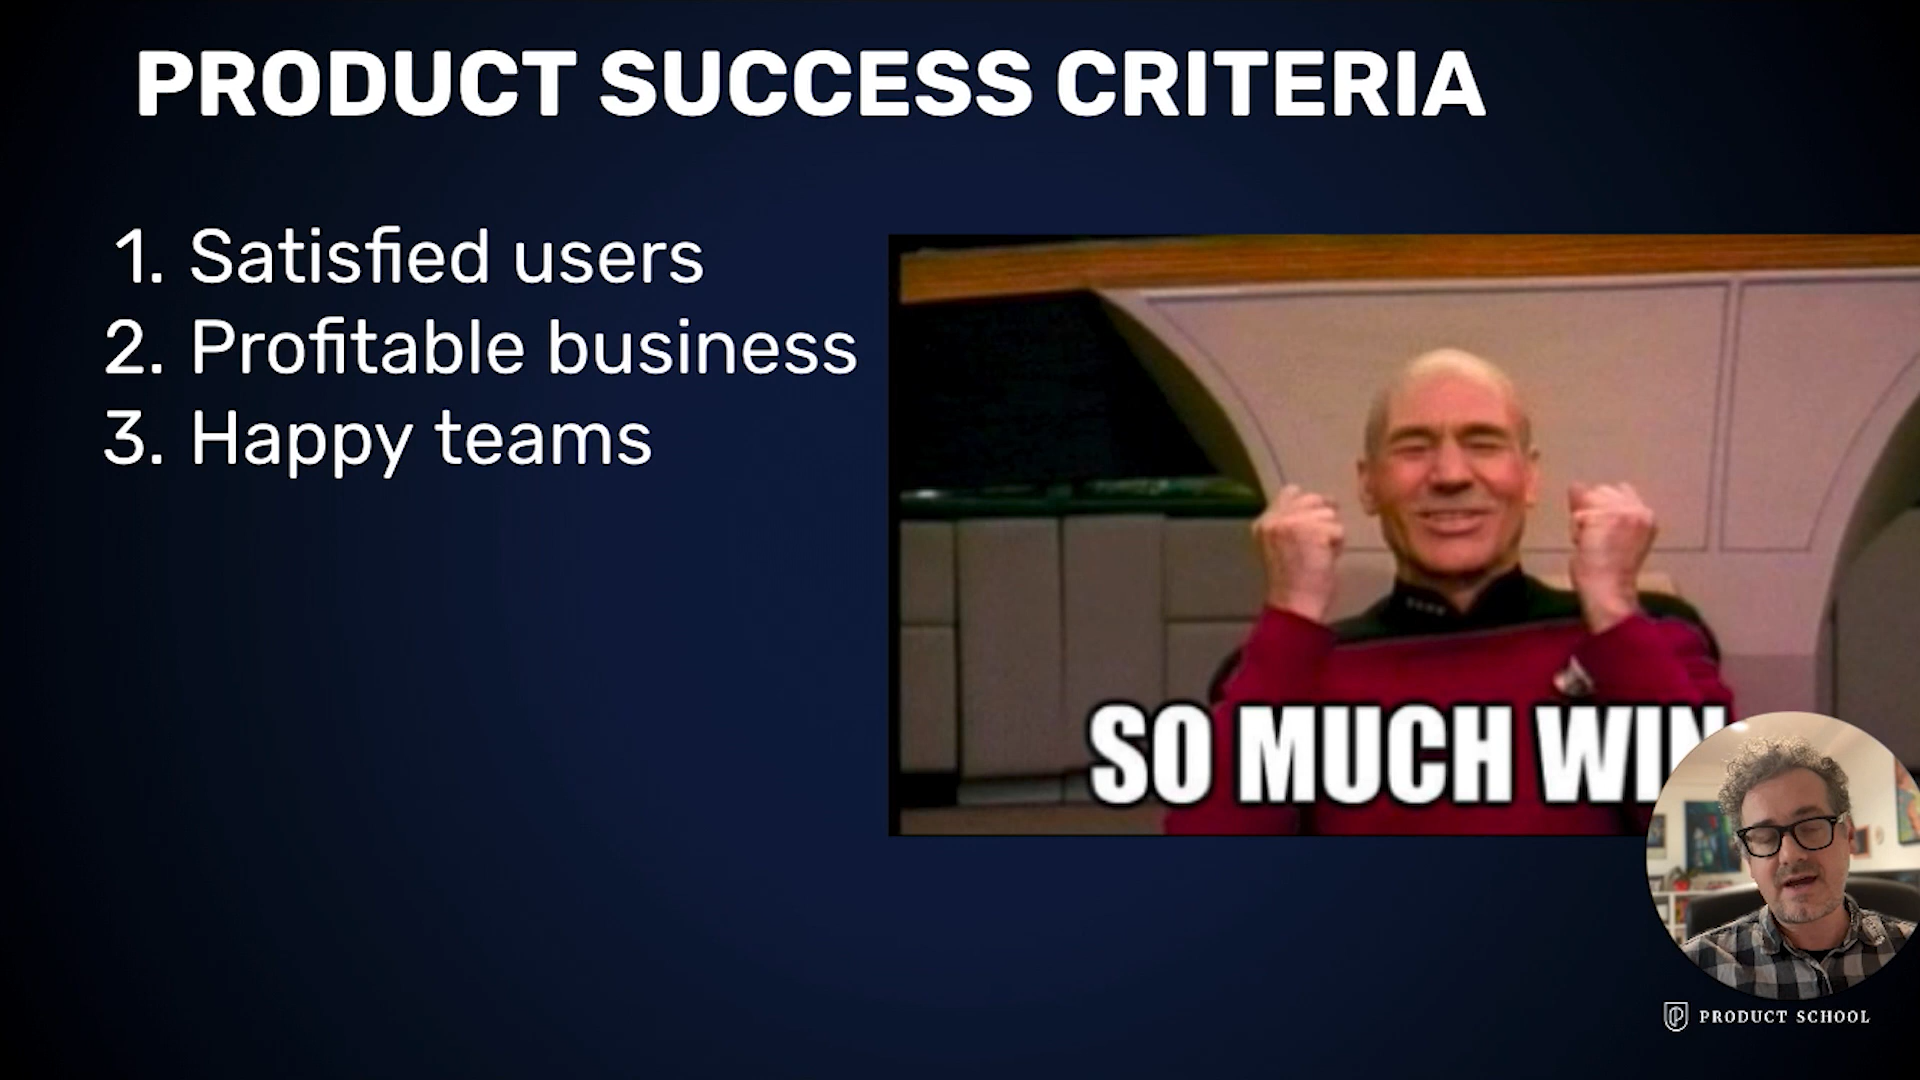 PRODUCT SUCCESS CRITERIA
1. Satisfied users
2. Profitable business
3. Happy teams
SO MUCH WIN
PRODUCT SCHOOL